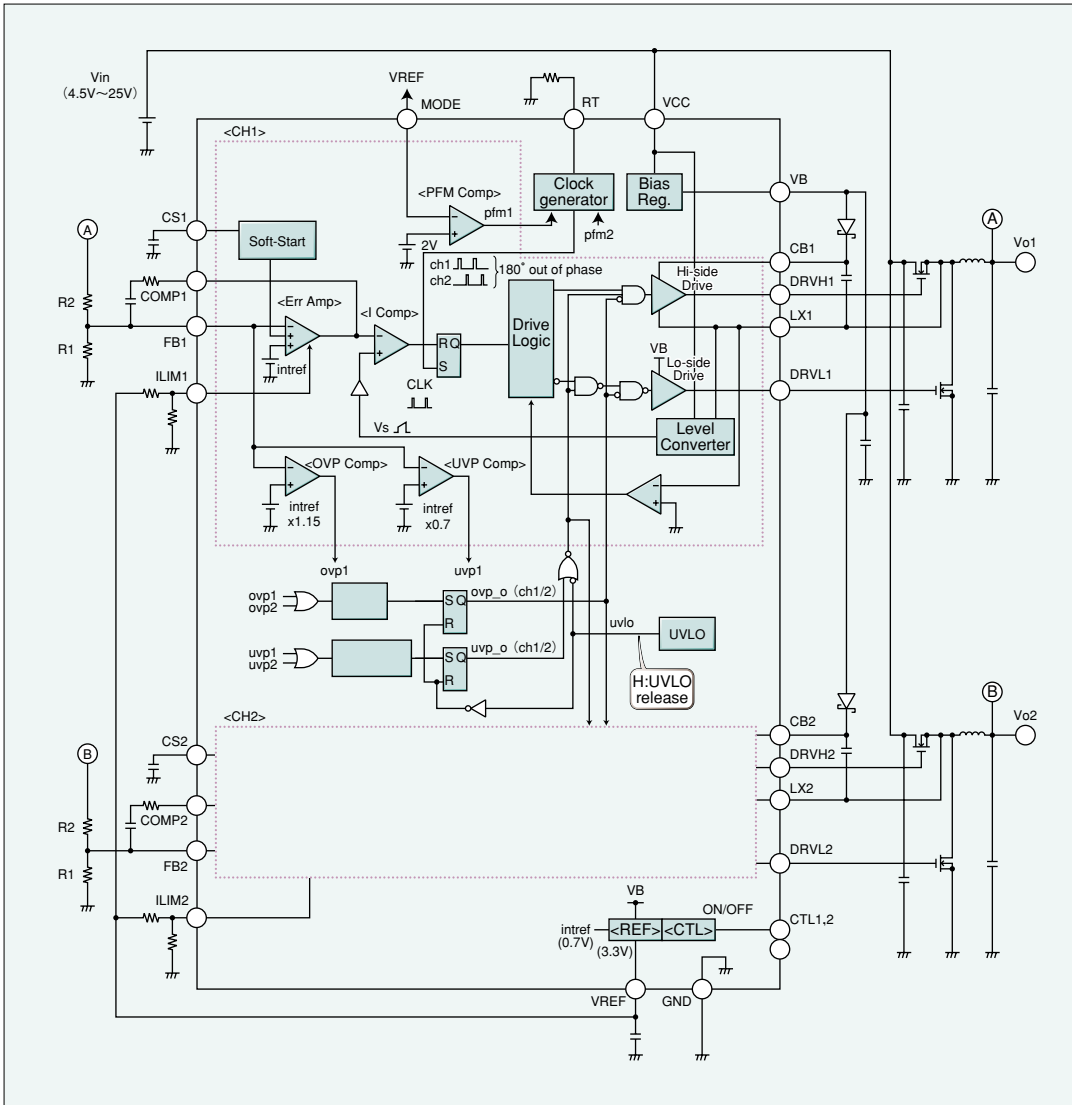 Vin
(4.5V～25V)
VREF
MODE
RT
VCC
<CH1>
<PFM Comp>
pfm1
2V
Clock
generator
pfm2
Bias
Reg.
VB
A
CS1
Soft-Start
ch1
ch2
180° out of phase
CB1
Hi-side
Drive
DRVH1
LX1
A
Vo1
R2
COMP1
<Err Amp>
<I Comp>
R1
FB1
intref
R Q
S
CLK
Drive
Logic
VB
Lo-side
Drive
DRVL1
ILIM1
Vs
Level
Converter
<OVP Comp>
<UVP Comp>
intref
x1.15
intref
x0.7
ovp1
uvp1
ovp1
ovp2
S Q
R
ovp_o (ch1/2)
uvlo
UVLO
uvp1
uvp2
S Q
R
uvp_o (ch1/2)
H:UVLO
release
<CH2>
B
CS2
CB2
DRVH2
LX2
B
Vo2
R2
COMP2
R1
FB2
DRVL2
ILIM2
VB
ON/OFF
CTL1,2
intref
(0.7V)
<REF>
<CTL>
(3.3V)
VREF
GND